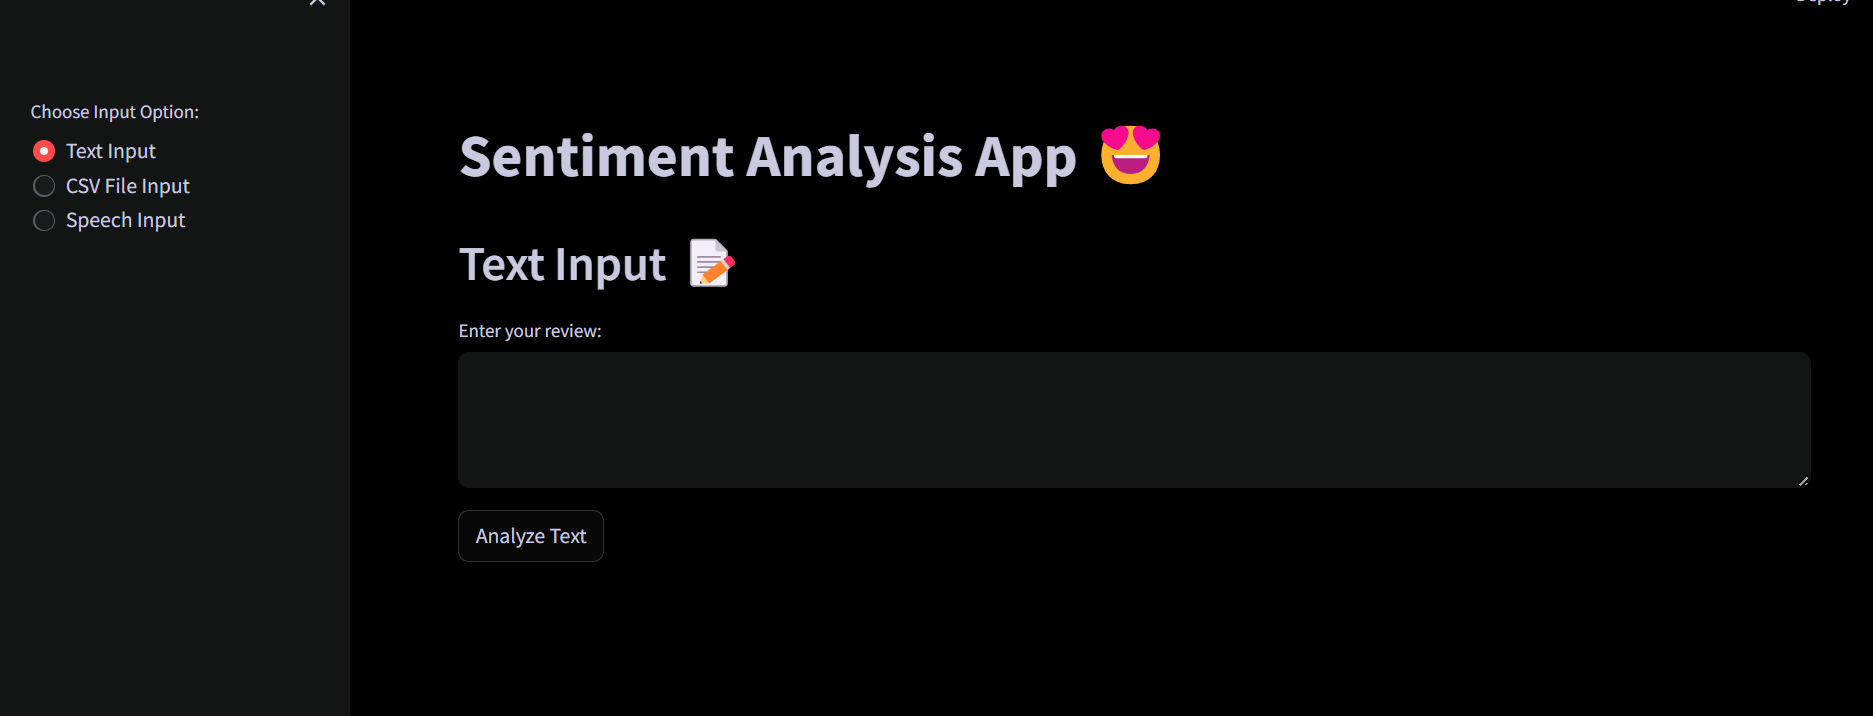 Choose Input Option:
Text Input
CSV File Input
Speech Input
Sentiment Analysis App
Text Input
Enter your review:
Analyze Text